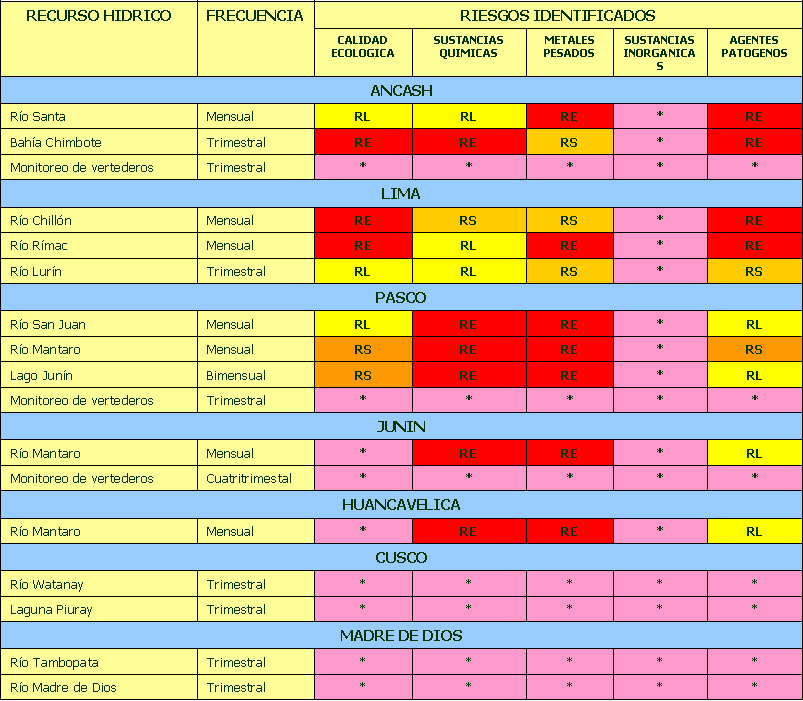 RECURSO HIDRICO FRECUENCIA RIESGOS IDENTIFICADOS
CALIDAD ECOLOGICA SUSTANCIAS QUIMICAS METALES PESADOS SUSTANCIAS INORGANICA S AGENTES PATOGENOS
ANCASH
Río Santa Mensual RL RL RE * RE
Bahía Chimbote Trimestral RE RE RS * RE
Monitoreo de vertederos Trimestral * * * * *
LIMA
Río Chillón Mensual RE RS RS * RE
Río Rímac Mensual RE RL RE * RE
Río Lurín Trimestral RL RL RS * RS
PASCO
Río San Juan Mensual RL RE RE * RL
Río Mantaro Mensual RS RE RE * RS
Lago Junín Bimensual RS RE RE * RL
Monitoreo de vertederos Trimestral * * * * *
JUNIN
Río Mantaro Mensual * RE RE * RL
Monitoreo de vertederos Cuatritrimestal * * * * *
HUANCAVELICA
Río Mantaro Mensual * RE RE * RL
CUSCO
Río Watanay Trimestral * * * * *
Laguna Piuray Trimestral * * * * *
MADRE DE DIOS
Río Tambopata Trimestral * * * * *
Río Madre de Dios Trimestral * * * * *